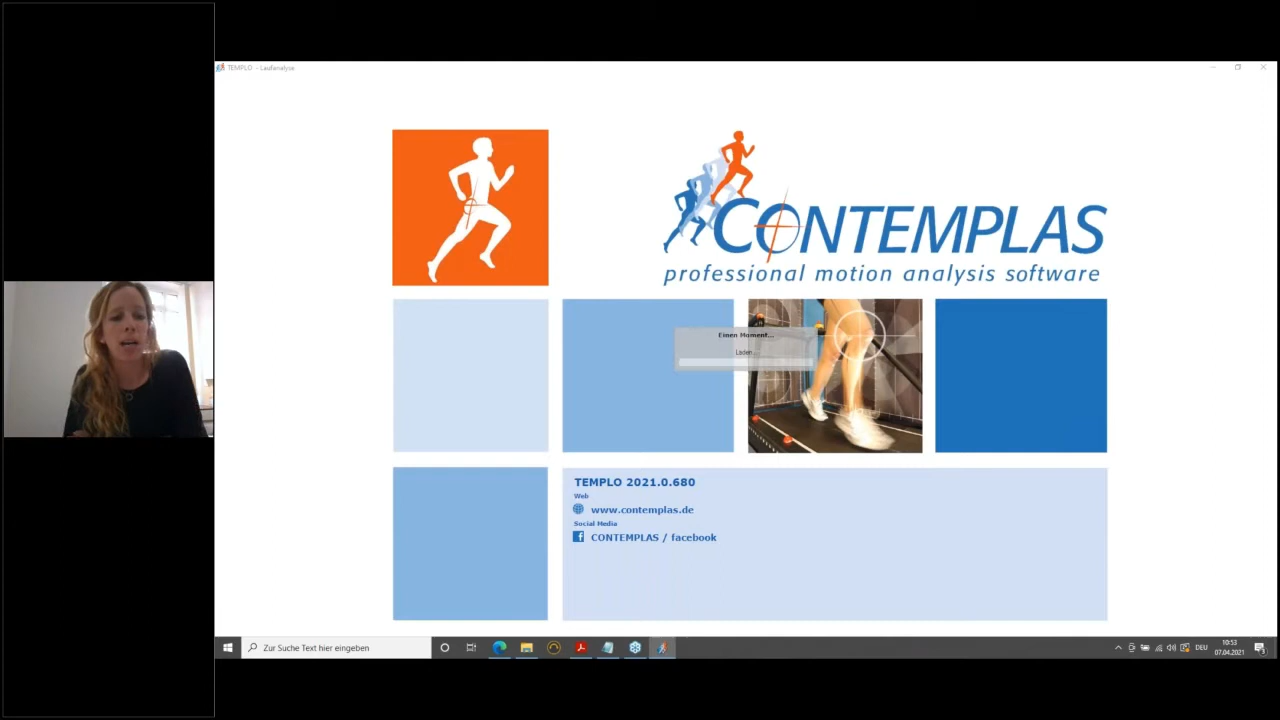 TEMPLO - Laufanalyse
CONTEMPLAS
professional motion analysis software
Einen Moment...
Laden...
TEMPLO 2021.0.680
Web
www.contemplas.de
Social Media
CONTEMPLAS / facebook
Zur Suche Text hier eingeben
DEU
10:53
07.04.2021